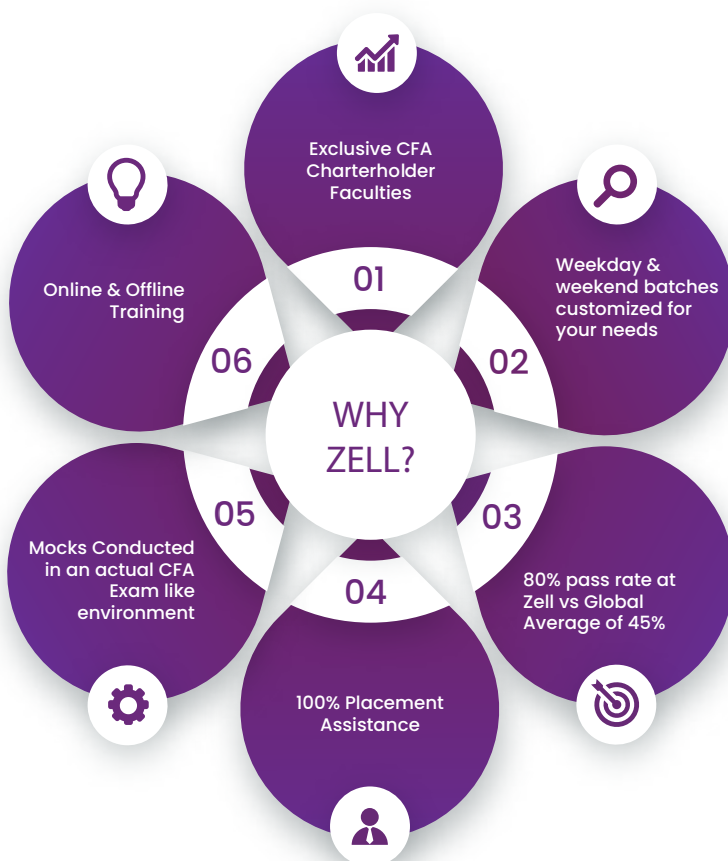 WHY
ZELL?
01
Exclusive CFA
Charterholder
Faculties
02
Weekday &
weekend batches
customized for
your needs
03
80% pass rate at
Zell vs Global
Average of 45%
04
100% Placement
Assistance
05
Mocks Conducted
in an actual CFA
Exam like
environment
06
Online & Offline
Training